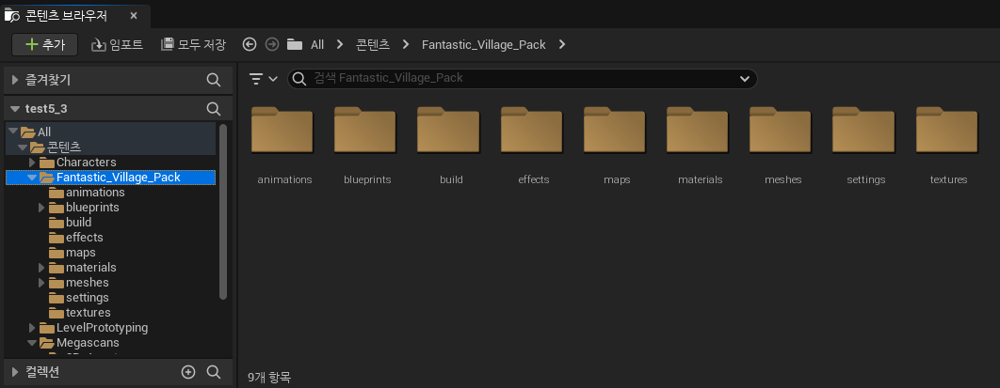 콘텐츠 브라우저
추가 임포트 모두 저장 All 콘텐츠 Fantastic_Village_Pack
즐겨찾기
test5_3
All
콘텐츠
Characters
Fantastic_Village_Pack
animations
blueprints
build
effects
maps
materials
meshes
settings
textures
LevelPrototyping
Megascans
컬렉션
검색 Fantastic_Village_Pack
animations blueprints build effects maps materials meshes settings textures
9개 항목